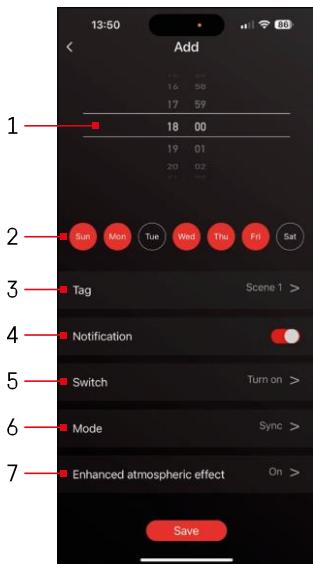 13:50
86
< Add
16 58
17 59
1 18 00
19 01
20 02
2 Sun Mon Tue Wed Thu Fri Sat
3 Tag Scene 1 >
4 Notification
5 Switch Turn on >
6 Mode Sync >
7 Enhanced atmospheric effect On >
Save